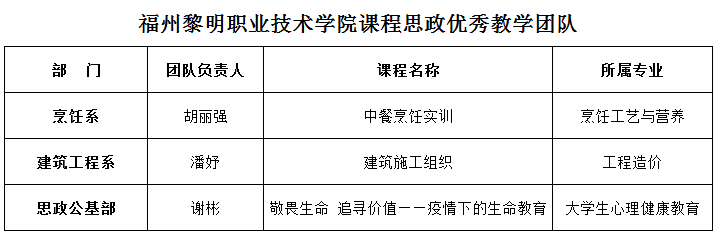 福州黎明职业技术学院课程思政优秀教学团队
部 门 团队负责人 课程名称 所属专业
烹饪系 胡丽强 中餐烹饪实训 烹饪工艺与营养
建筑工程系 潘妤 建筑施工组织 工程造价
思政公基部 谢彬 敬畏生命 追寻价值——疫情下的生命教育 大学生心理健康教育